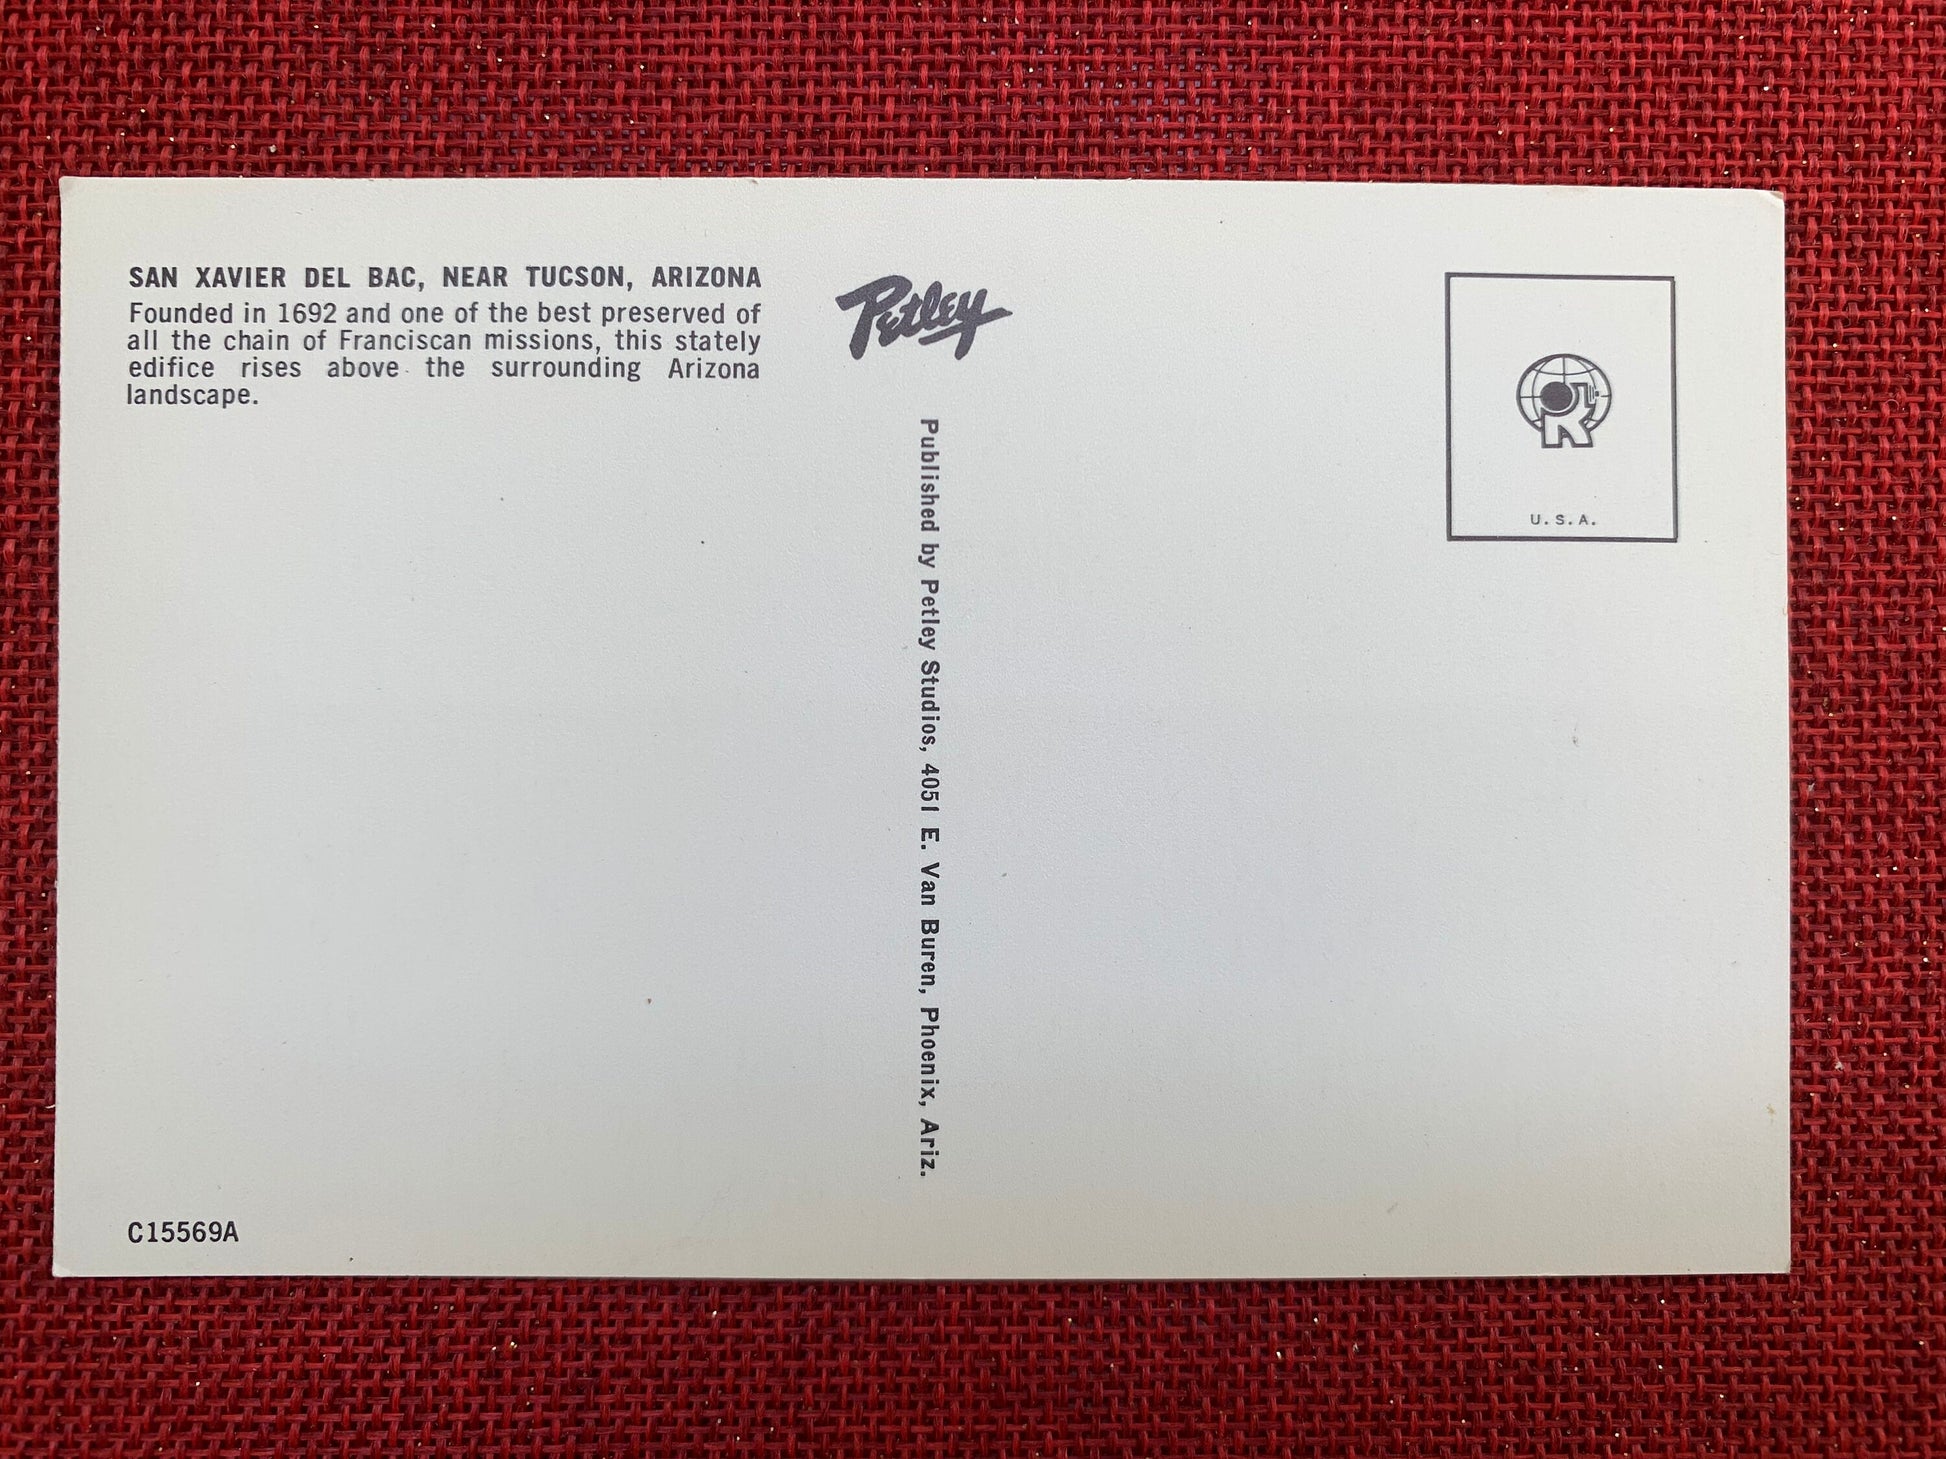 SAN XAVIER DEL BAC, NEAR TUCSON, ARIZONA
Founded in 1692 and one of the best preserved of
all the chain of Franciscan missions, this stately
edifice rises above the surrounding Arizona
landscape.
Petley
Published by Petley Studios, 4051 E. Van Buren, Phoenix, Ariz.
K
U.S.A.
C15569A